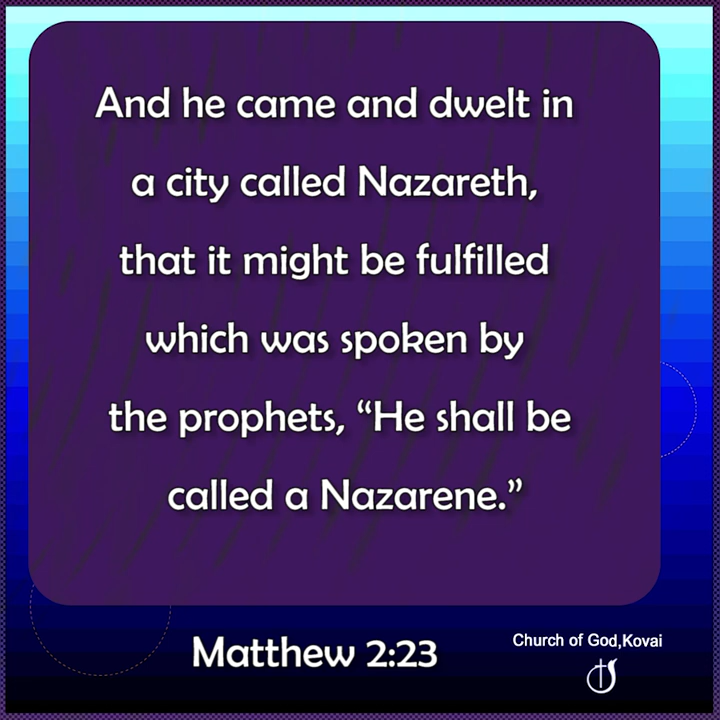 And he came and dwelt in
a city called Nazareth,
that it might be fulfilled
which was spoken by
the prophets, “He shall be
called a Nazarene.”
Matthew 2:23
Church of God,Kovai